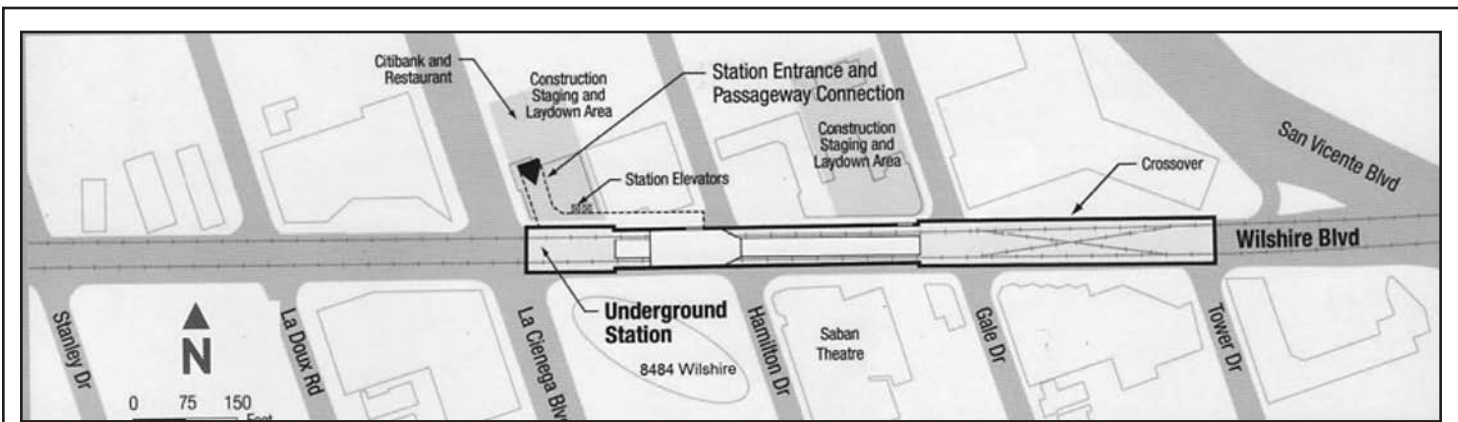 Citibank and
Restaurant
Construction
Staging and
Laydown Area
Station Entrance and
Passageway Connection
Construction
Staging and
Laydown Area
San Vicente Blvd
Station Elevators
Crossover
Wilshire Blvd
Underground
Station
8484 Wilshire
Saban
Theatre
Stanley Dr
La Doux Rd
La Cienega Blv
Hamilton Dr
Gale Dr
Tower Dr
N
0 75 150
Feet